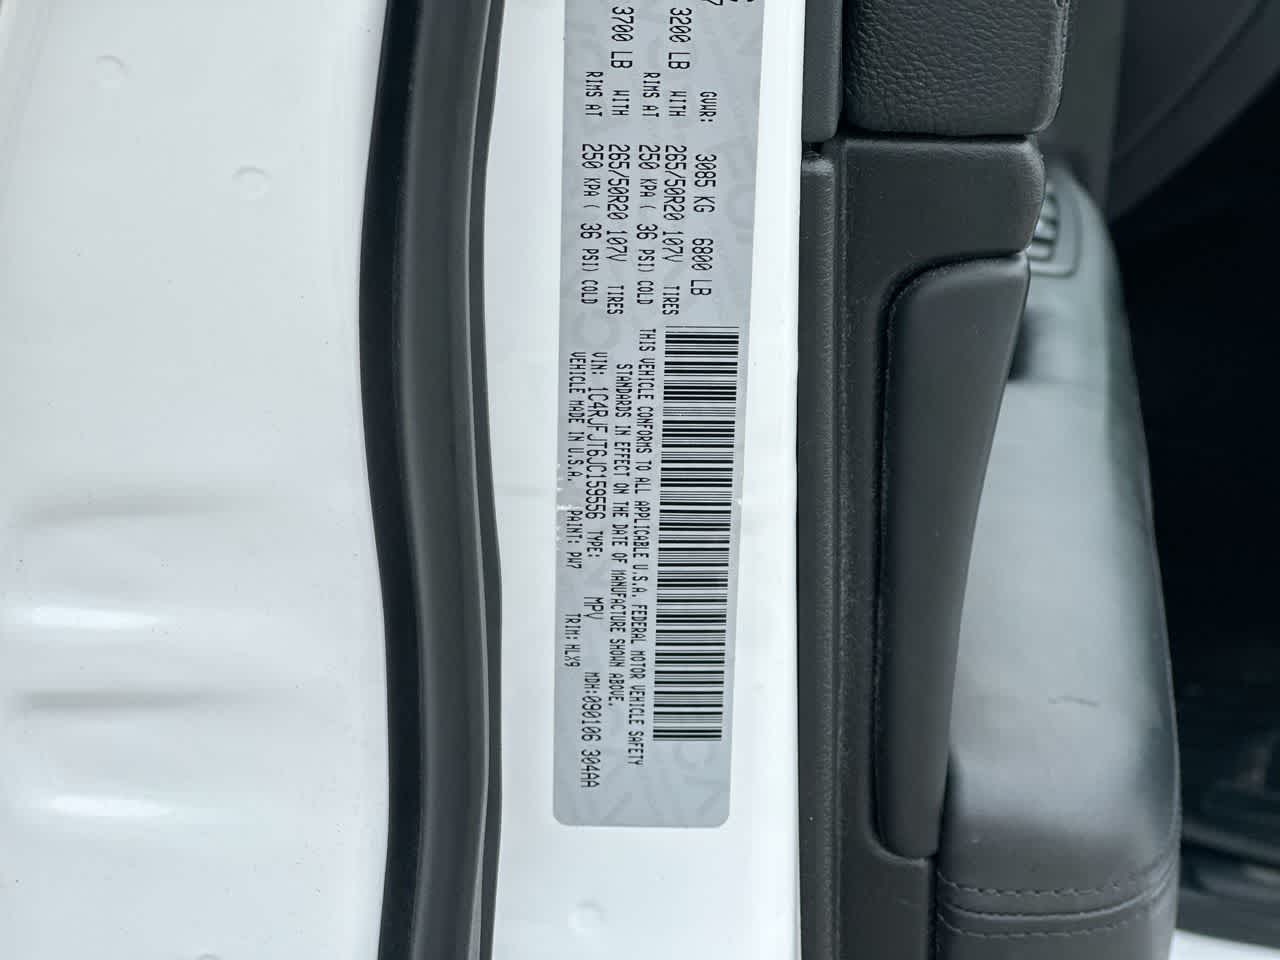 GVWR: 3085 KG 6800 LB
3200 LB WITH 265/50R20 107V TIRES
RIMS AT 250 KPA ( 36 PSI) COLD
3700 LB WITH 265/50R20 107V TIRES
RIMS AT 250 KPA ( 36 PSI) COLD
THIS VEHICLE CONFORMS TO ALL APPLICABLE U.S.A. FEDERAL MOTOR VEHICLE SAFETY
STANDARDS IN EFFECT ON THE DATE OF MANUFACTURE SHOWN ABOVE.
VIN: 1C4RJFJT6JC159556 TYPE: MPV MDH:090106 304AA
VEHICLE MADE IN U.S.A. PAINT: PW7 TRIM: HLX9